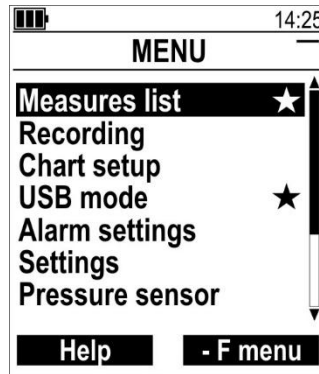 14:25
MENU
Measures list
Recording
Chart setup
USB mode
Alarm settings
Settings
Pressure sensor
Help
- F menu